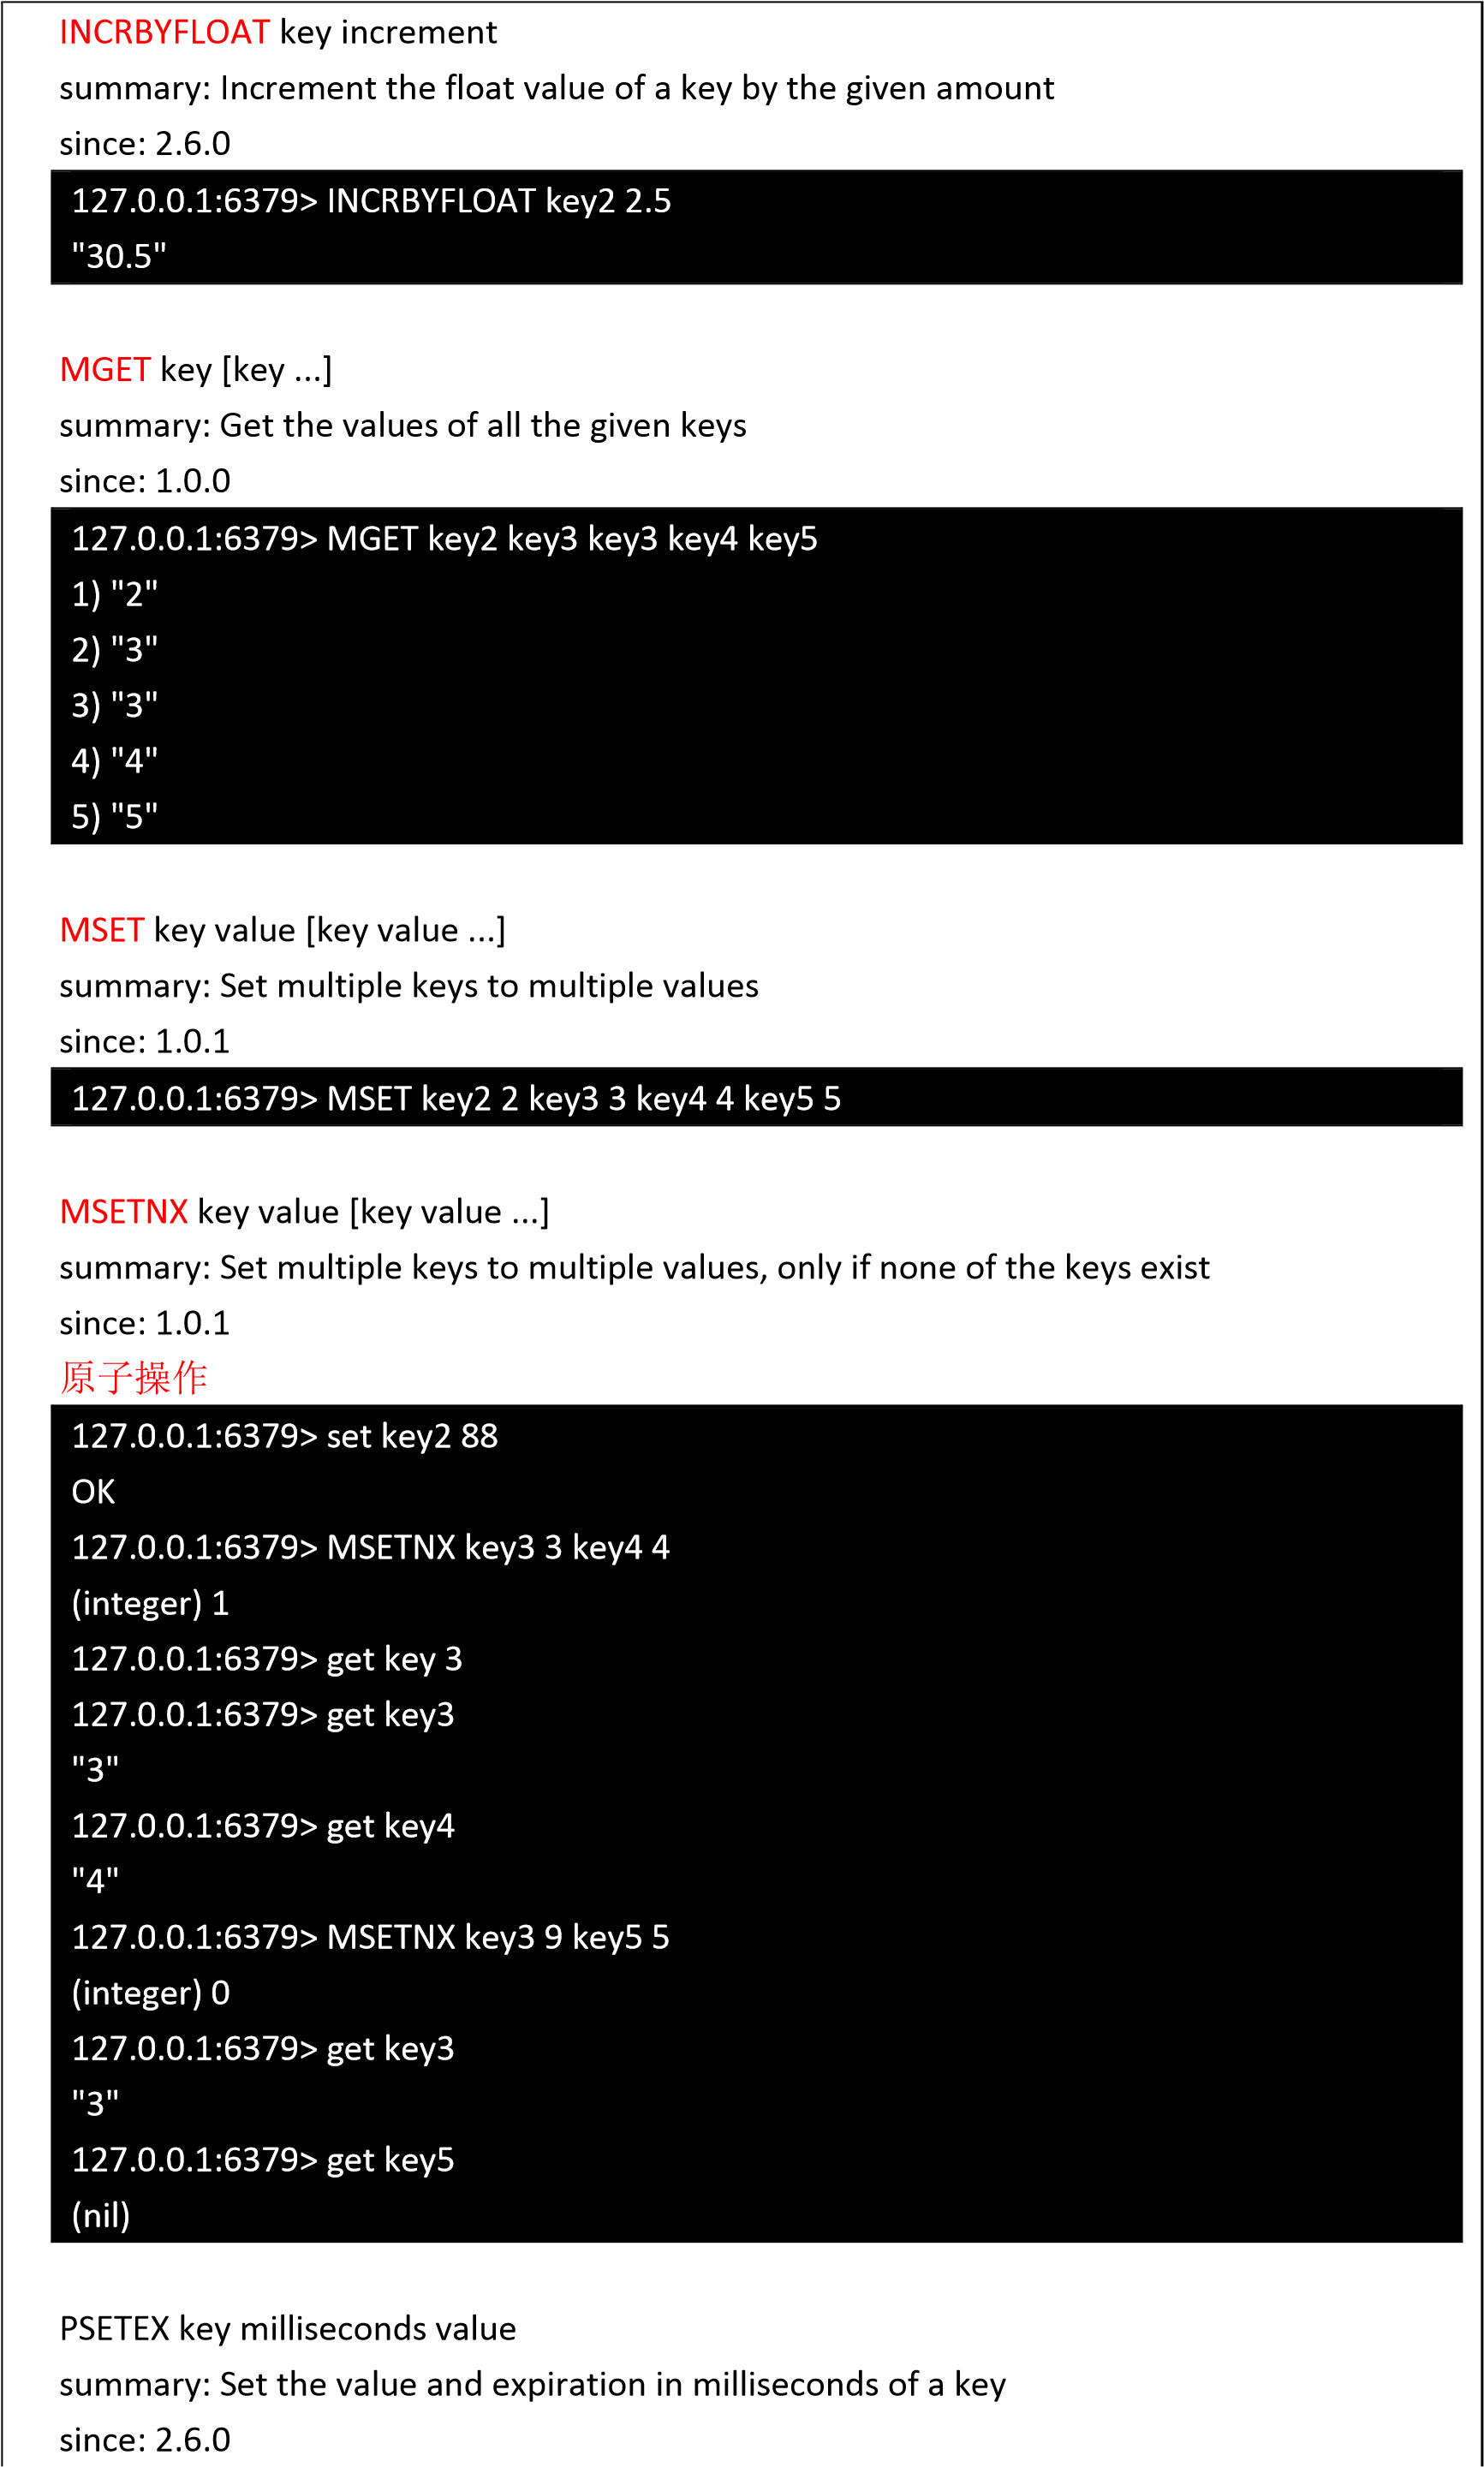 INCRBYFLOAT key increment
summary: Increment the float value of a key by the given amount
since: 2.6.0
127.0.0.1:6379> INCRBYFLOAT key2 2.5
"30.5"
MGET key [key ...]
summary: Get the values of all the given keys
since: 1.0.0
127.0.0.1:6379> MGET key2 key3 key3 key4 key5
1) "2"
2) "3"
3) "3"
4) "4"
5) "5"
MSET key value [key value ...]
summary: Set multiple keys to multiple values
since: 1.0.1
127.0.0.1:6379> MSET key2 2 key3 3 key4 4 key5 5
MSETNX key value [key value ...]
summary: Set multiple keys to multiple values, only if none of the keys exist
since: 1.0.1
原子操作
127.0.0.1:6379> set key2 88
OK
127.0.0.1:6379> MSETNX key3 3 key4 4
(integer) 1
127.0.0.1:6379> get key 3
127.0.0.1:6379> get key3
"3"
127.0.0.1:6379> get key4
"4"
127.0.0.1:6379> MSETNX key3 9 key5 5
(integer) 0
127.0.0.1:6379> get key3
"3"
127.0.0.1:6379> get key5
(nil)
PSETEX key milliseconds value
summary: Set the value and expiration in milliseconds of a key
since: 2.6.0